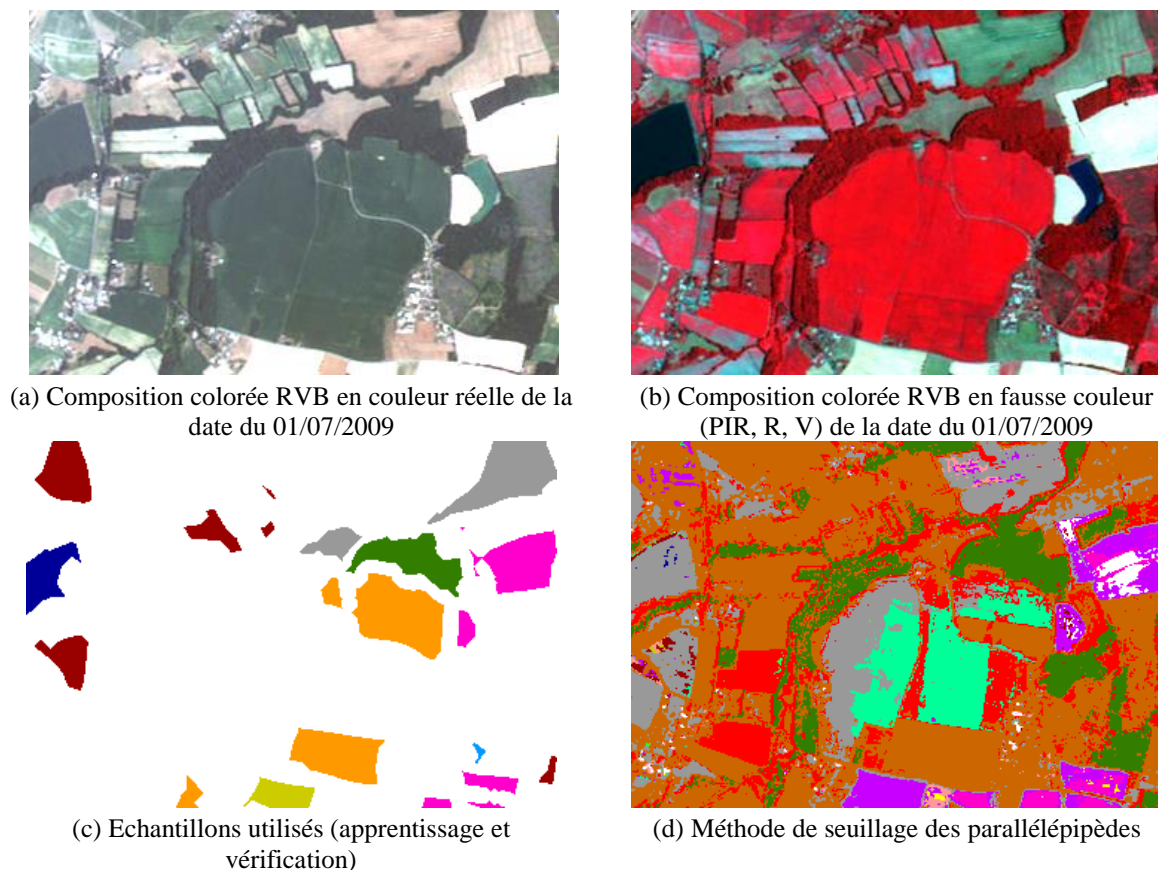 (a) Composition colorée RVB en couleur réelle de la
date du 01/07/2009
(b) Composition colorée RVB en fausse couleur
(PIR, R, V) de la date du 01/07/2009
(c) Echantillons utilisés (apprentissage et
vérification)
(d) Méthode de seuillage des parallélépipèdes